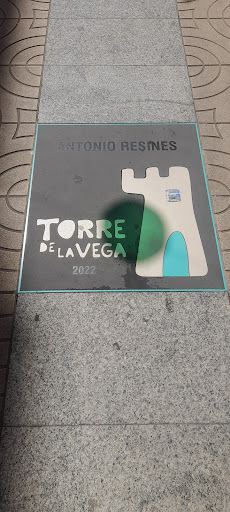 ANTONIO RESINES
TORRE
DE LA VEGA
2022